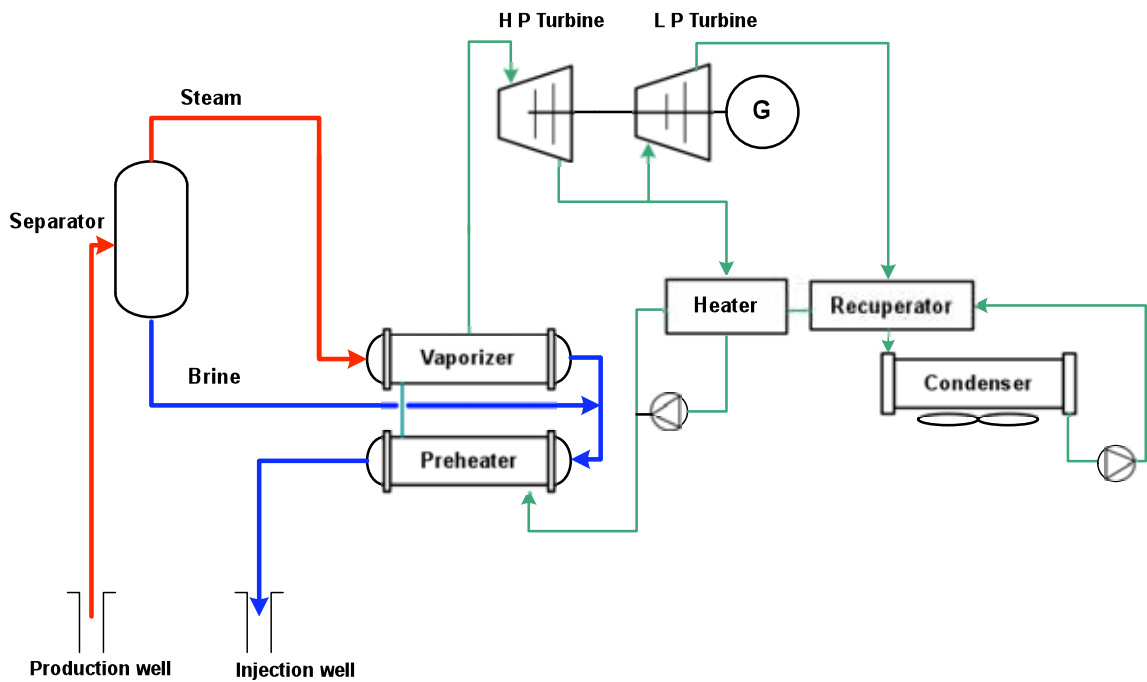 H P Turbine
L P Turbine
Steam
G
Separator
Heater
Recuperator
Vaporizer
Brine
Condenser
Preheater
Production well
Injection well